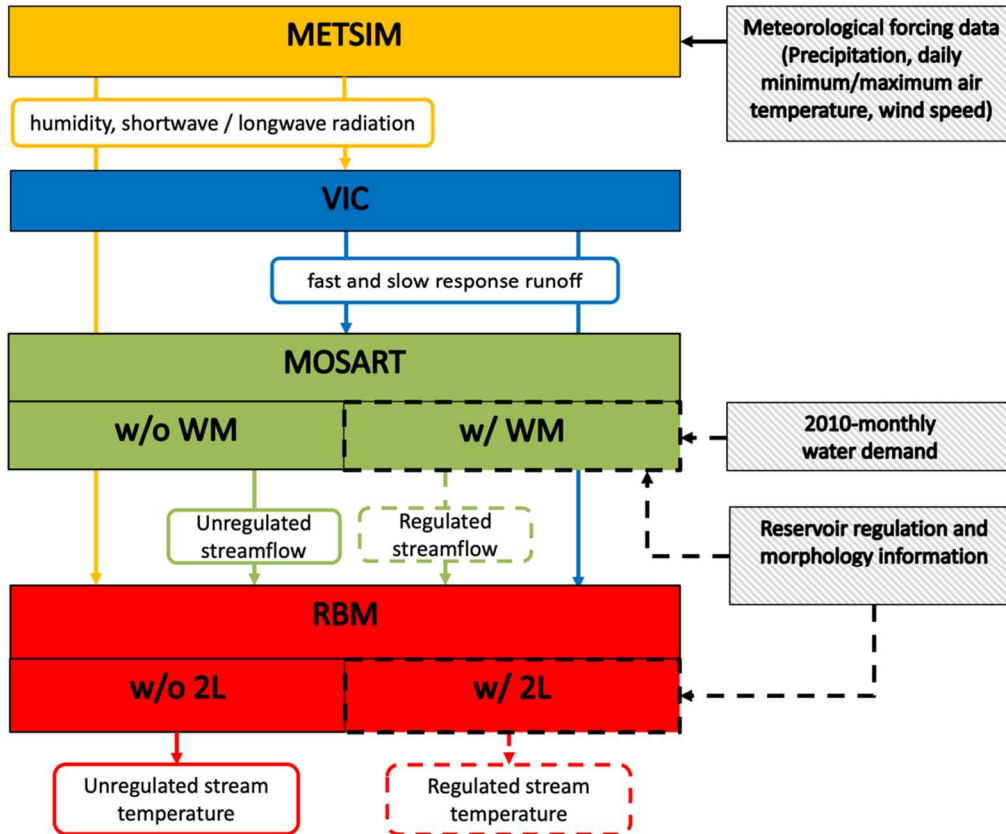 METSIM
Meteorological forcing data
(Precipitation, daily
minimum/maximum air
temperature, wind speed)
humidity, shortwave / longwave radiation
VIC
fast and slow response runoff
MOSART
w/o WM
w/ WM
2010-monthly
water demand
Unregulated
streamflow
Regulated
streamflow
Reservoir regulation and
morphology information
RBM
w/o 2L
w/ 2L
Unregulated stream
temperature
Regulated stream
temperature